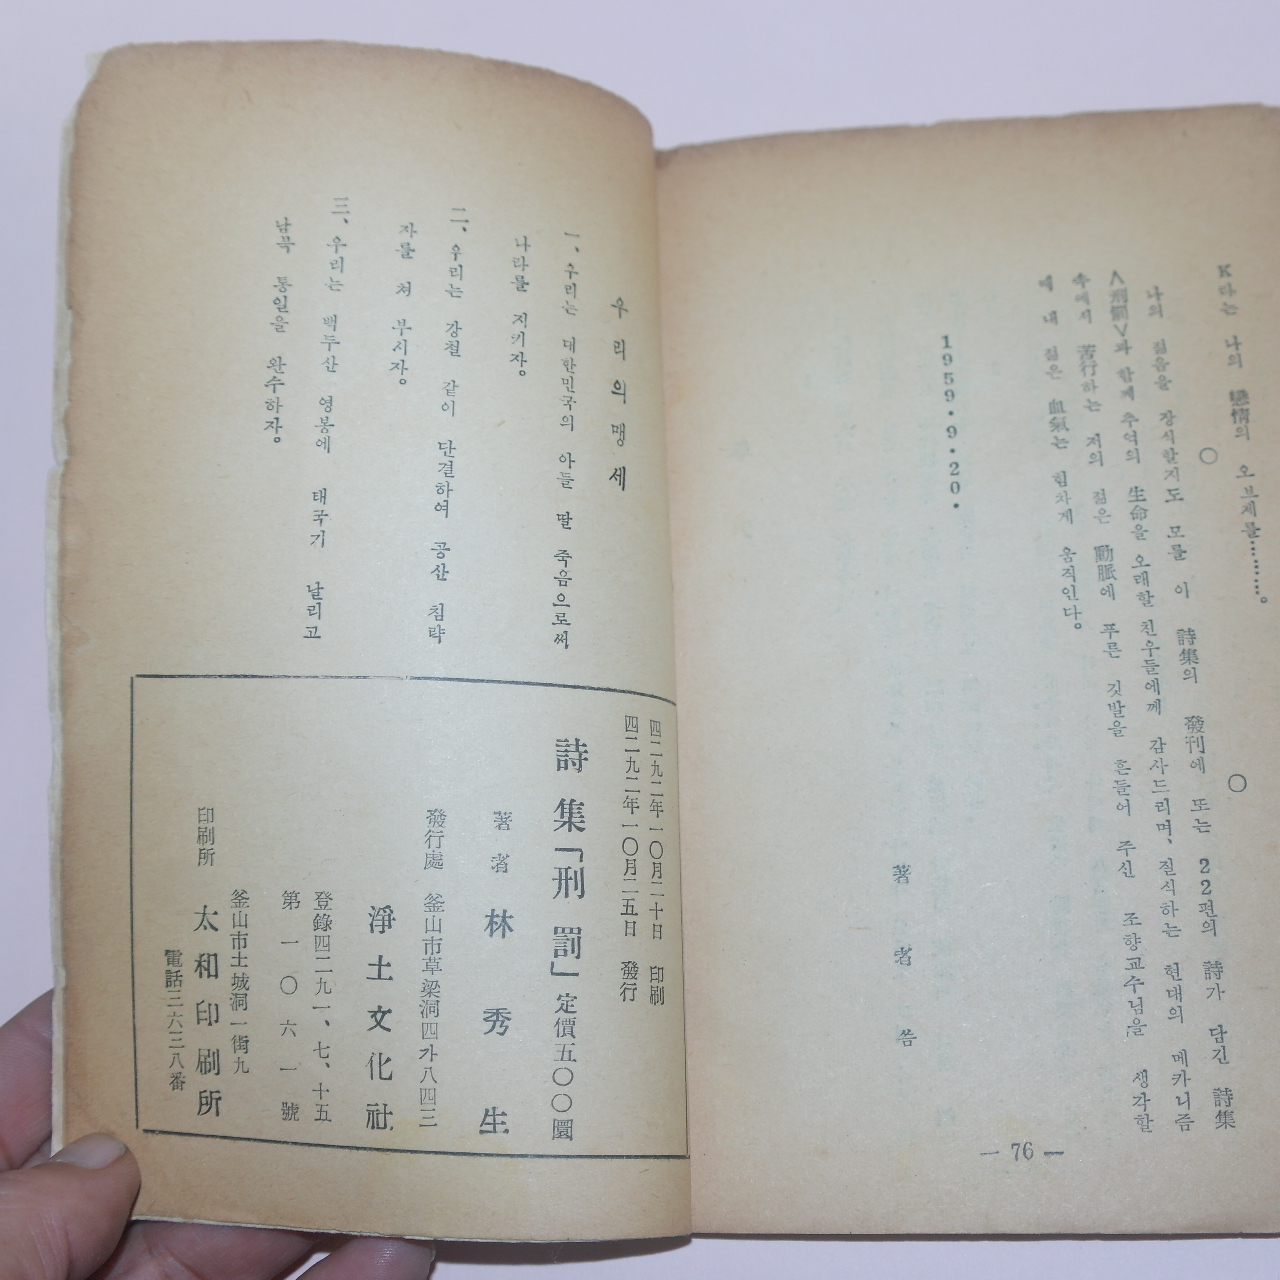 K라는 나의 戀情의 오브제를………。
○ ○
나의 젊음을 장식할지도 모를 이 詩集의 發刊에 또는 22편의 詩가 담긴 詩集
<刑罰>과 함께 추억의 生命을 오래할 친우들에께 감사드리며、질식하는 현대의 메카니즘
속에서 苦行하는 저의 젊은 動脈에 푸른 깃발을 흔들어 주신 조향교수님을 생각할
때 내 젊은 血氣는 힘차게 움직인다。
1959・9・20・
著者 씀
— 76 —
우리의 맹세
一、우리는 대한민국의 아들 딸 죽음으로써
나라를 지키자。
二、우리는 강철 같이 단결하여 공산 침략
자를 쳐 부시자。
三、우리는 백두산 영봉에 태극기 날리고
남북 통일을 완수하자。
四二九二年一〇月二十日 印刷
四二九二年一〇月二五日 發行
詩集「刑罰」定價五〇〇圜
著者 林秀生
發行處 釜山市草梁洞四가八四三
淨土文化社
登錄四二九一、七、十五
第一〇六一號
釜山市土城洞一街九
印刷所 太和印刷所
電話三六三八番